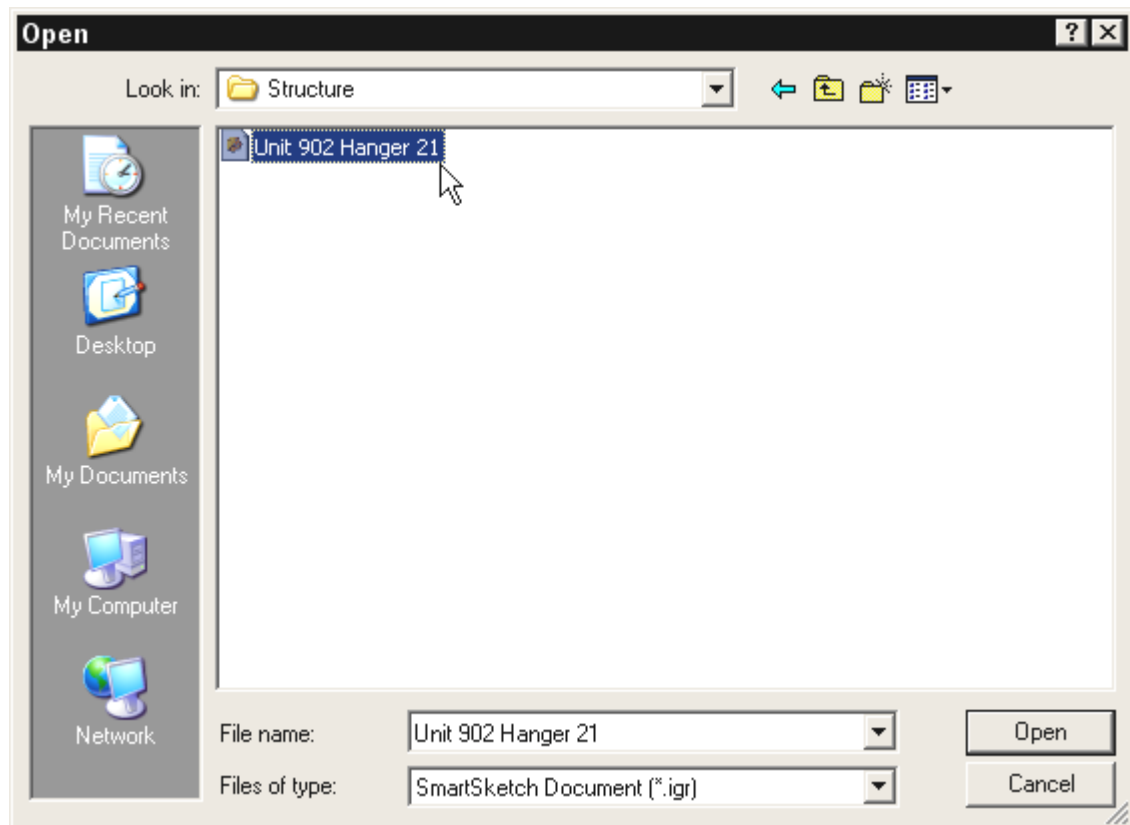 Open
Look in: Structure
Unit 902 Hanger 21
My Recent
Documents
Desktop
My Documents
My Computer
Network
File name: Unit 902 Hanger 21 Open
Files of type: SmartSketch Document (*.igr) Cancel